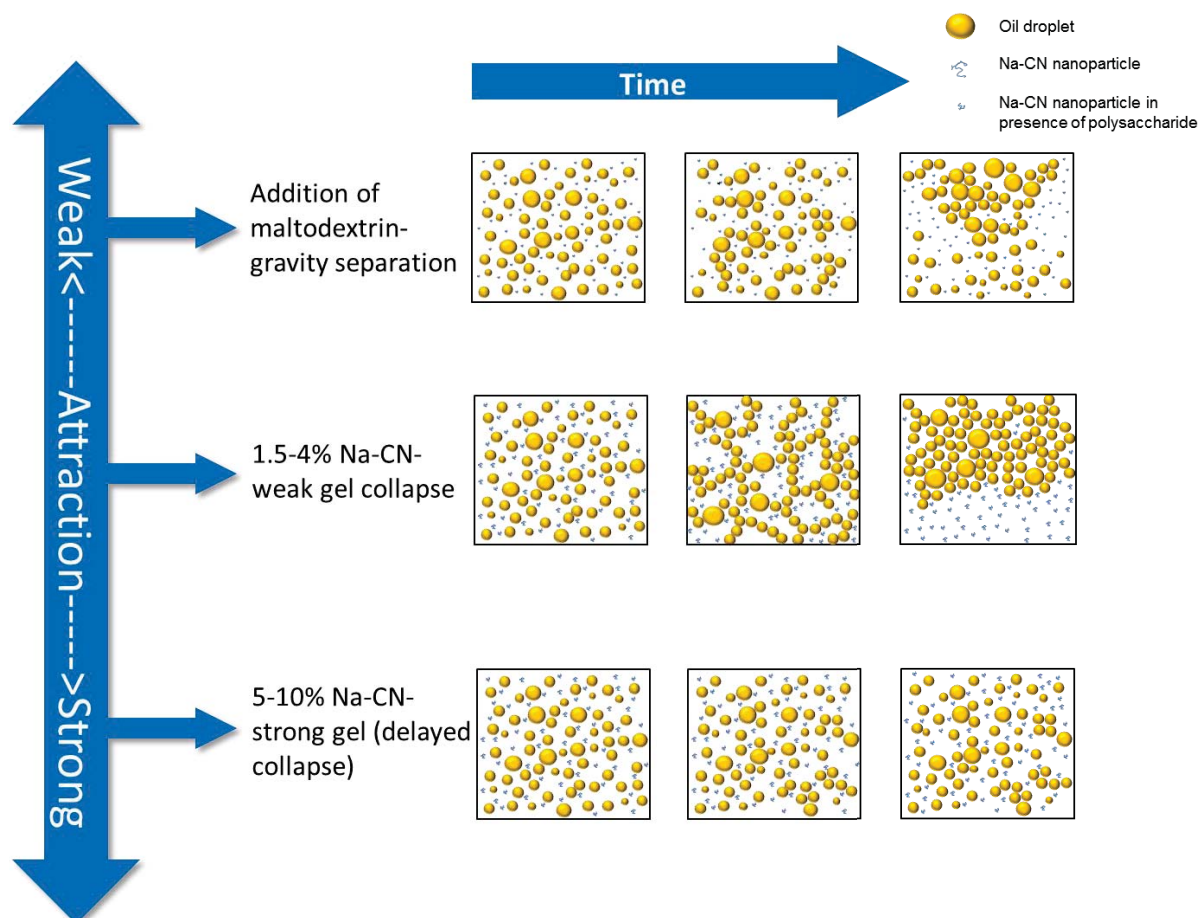 Oil droplet
Time
Na-CN nanoparticle
Na-CN nanoparticle in
presence of polysaccharide
Weak<------Attraction----->Strong
Addition of
maltodextrin-
gravity separation
1.5-4% Na-CN-
weak gel collapse
5-10% Na-CN-
strong gel (delayed
collapse)